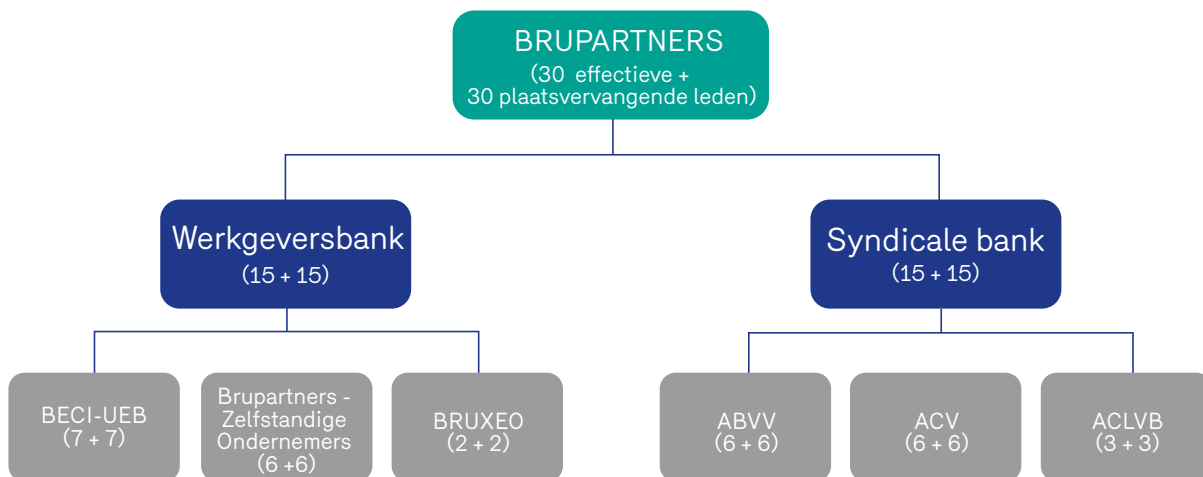 BRUPARTNERS
(30 effectieve +
30 plaatsvervangende leden)
Werkgeversbank
(15 + 15)
Syndicale bank
(15 + 15)
BECI-UEB
(7 + 7)
Brupartners -
Zelfstandige
Ondernemers
(6 +6)
BRUXEO
(2 + 2)
ABVV
(6 + 6)
ACV
(6 + 6)
ACLVB
(3 + 3)